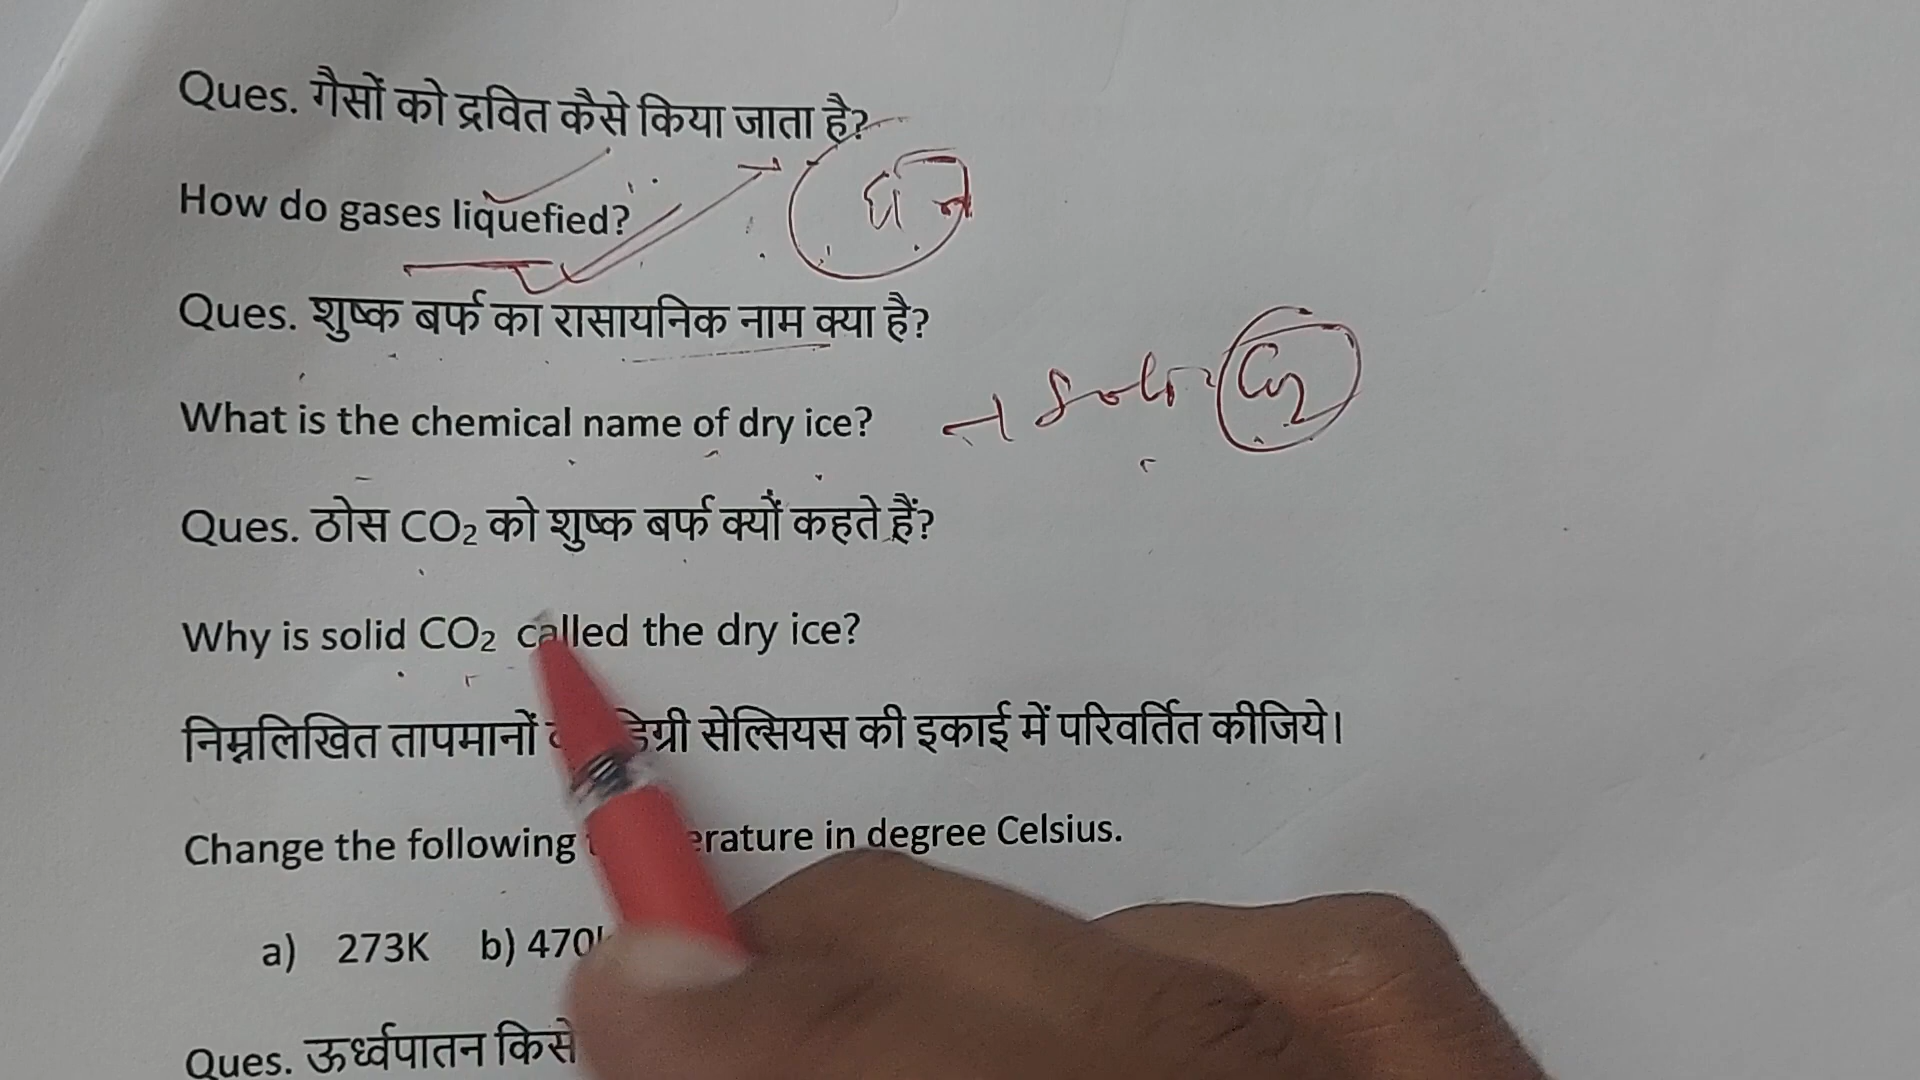 Ques. गैसों को द्रवित कैसे किया जाता है?
How do gases liquefied?
Ques. शुष्क बर्फ का रासायनिक नाम क्या है?
What is the chemical name of dry ice?
CO2
Ques. ठोस CO₂ को शुष्क बर्फ क्यों कहते हैं?
Why is solid CO₂ called the dry ice?
निम्नलिखित तापमानों डिग्री सेल्सियस की इकाई में परिवर्तित कीजिये।
Change the following in degree Celsius.
a) 273K b) 470
Ques. ऊर्ध्वपातन किसे